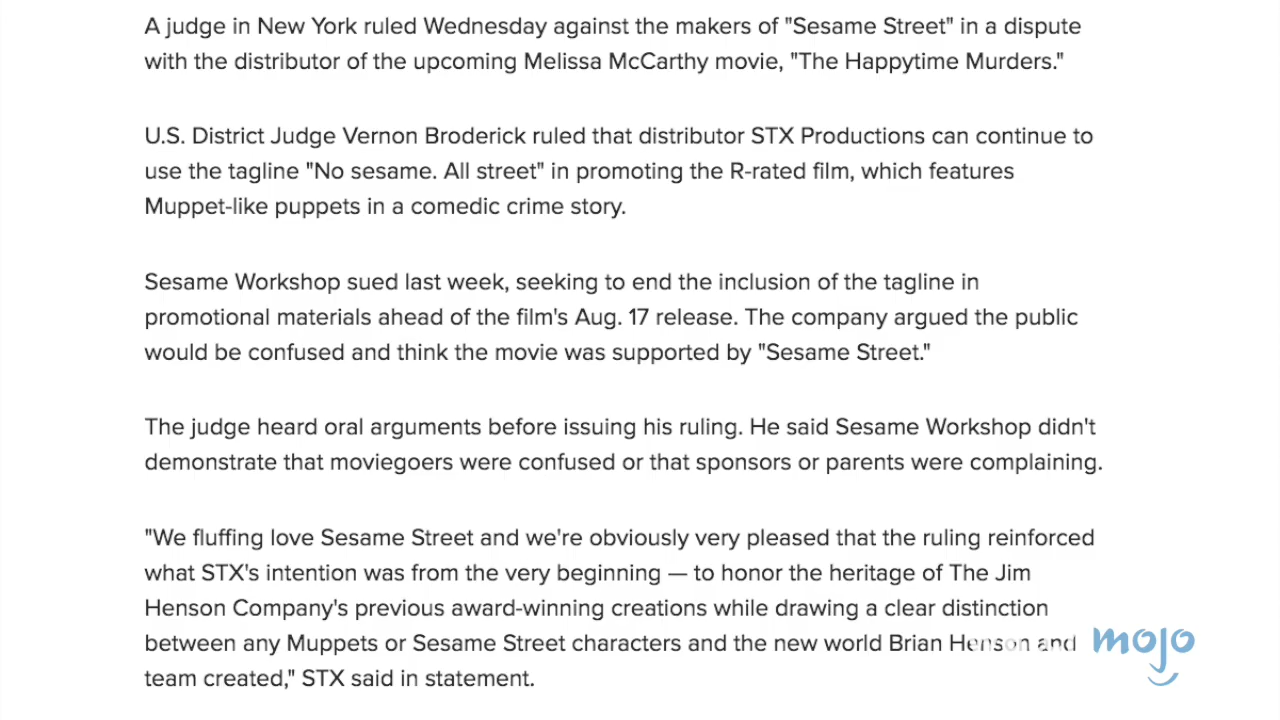 A judge in New York ruled Wednesday against the makers of "Sesame Street" in a dispute
with the distributor of the upcoming Melissa McCarthy movie, "The Happytime Murders."
U.S. District Judge Vernon Broderick ruled that distributor STX Productions can continue to
use the tagline "No sesame. All street" in promoting the R-rated film, which features
Muppet-like puppets in a comedic crime story.
Sesame Workshop sued last week, seeking to end the inclusion of the tagline in
promotional materials ahead of the film's Aug. 17 release. The company argued the public
would be confused and think the movie was supported by "Sesame Street."
The judge heard oral arguments before issuing his ruling. He said Sesame Workshop didn't
demonstrate that moviegoers were confused or that sponsors or parents were complaining.
"We fluffing love Sesame Street and we're obviously very pleased that the ruling reinforced
what STX's intention was from the very beginning — to honor the heritage of The Jim
Henson Company's previous award-winning creations while drawing a clear distinction
between any Muppets or Sesame Street characters and the new world Brian Henson and
team created," STX said in statement.
mojo